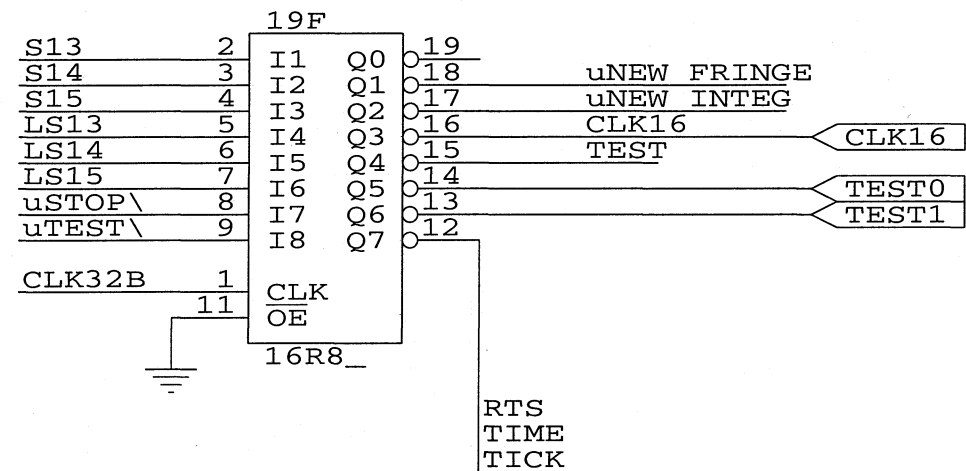 19F
S13 2 I1 Q0 19
S14 3 I2 Q1 18 uNEW FRINGE
S15 4 I3 Q2 17 uNEW INTEG
LS13 5 I4 Q3 16 CLK16 CLK16
LS14 6 I5 Q4 15 TEST
LS15 7 I6 Q5 14 TEST0
uSTOP\ 8 I7 Q6 13 TEST1
uTEST\ 9 I8 Q7 12
CLK32B 1 CLK
11 OE
16R8_
RTS
TIME
TICK